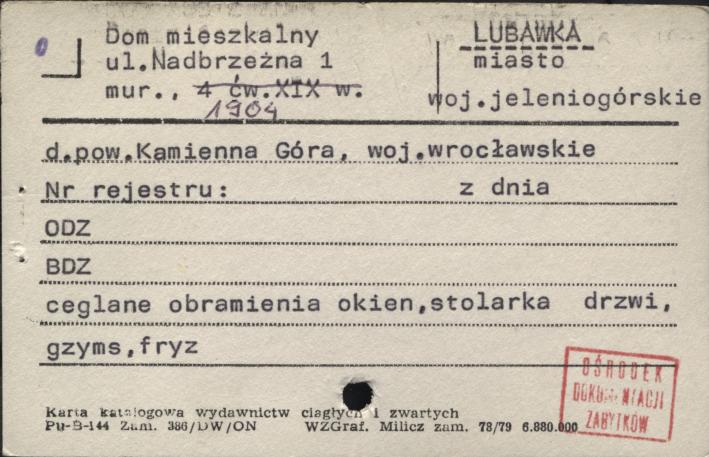 0
Dom mieszkalny
ul.Nadbrzeżna 1
mur., 4 ćw.XIX w.
1904
LUBAWKA
miasto
woj.jeleniogórskie
d.pow.Kamienna Góra, woj.wrocławskie
Nr rejestru: z dnia
ODZ
BDZ
ceglane obramienia okien,stolarka drzwi,
gzyms,fryz
OŚRODEK
DOKUMENTACJI
ZABYTKÓW
Karta katalogowa wydawnictw ciągłych i zwartych
Pu-B-144 Zam. 386/DW/ON WZGraf. Milicz zam. 78/79 6.880.000